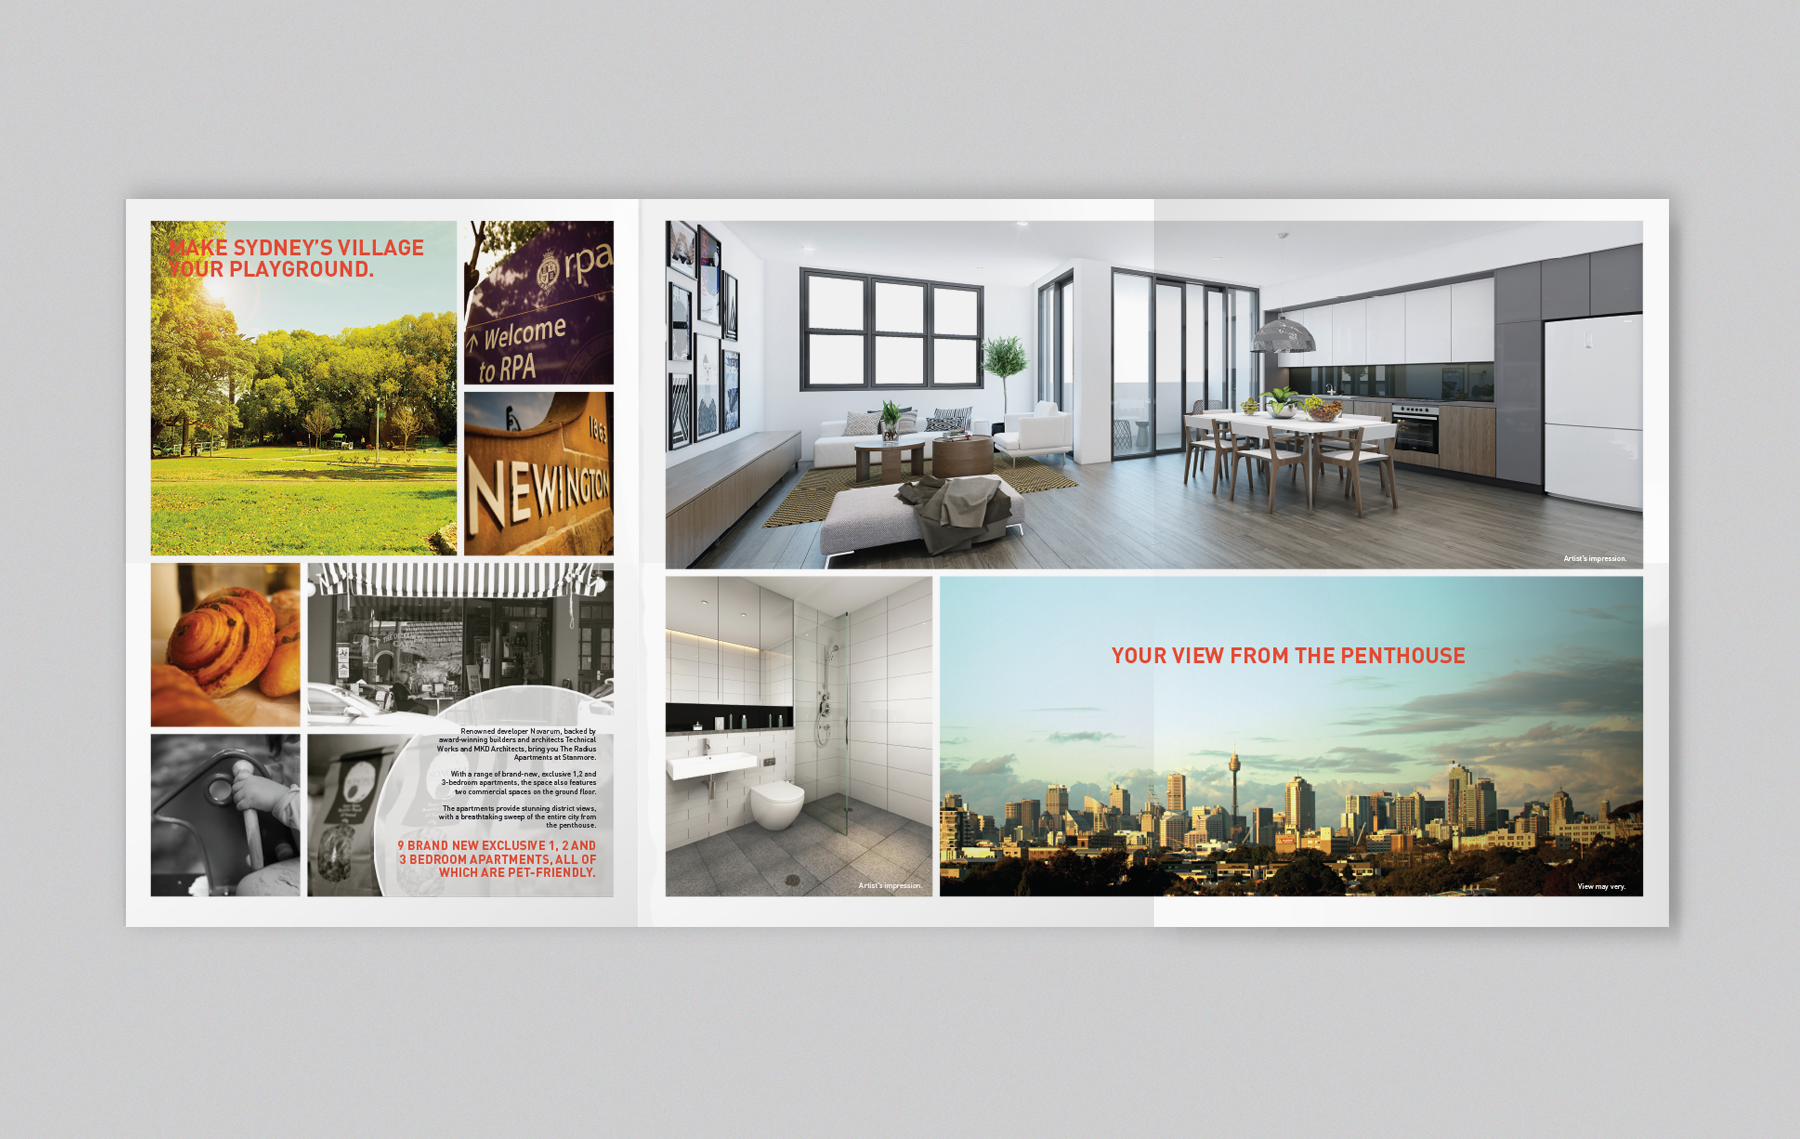 MAKE SYDNEY'S VILLAGE
YOUR PLAYGROUND.
rpa
Welcome
to RPA
1863
NEWINGTON
Renowned developer Novarum, backed by
award-winning builders and architects Technical
Works and MKD Architects, bring you The Radius
Apartments at Stanmore.
With a range of brand-new, exclusive 1,2 and
3-bedroom apartments, the space also features
two commercial spaces on the ground floor.
The apartments provide stunning district views,
with a breathtaking sweep of the entire city from
the penthouse.
9 BRAND NEW EXCLUSIVE 1, 2 AND
3 BEDROOM APARTMENTS, ALL OF
WHICH ARE PET-FRIENDLY.
Artist's impression.
YOUR VIEW FROM THE PENTHOUSE
Artist's impression.
View may very.